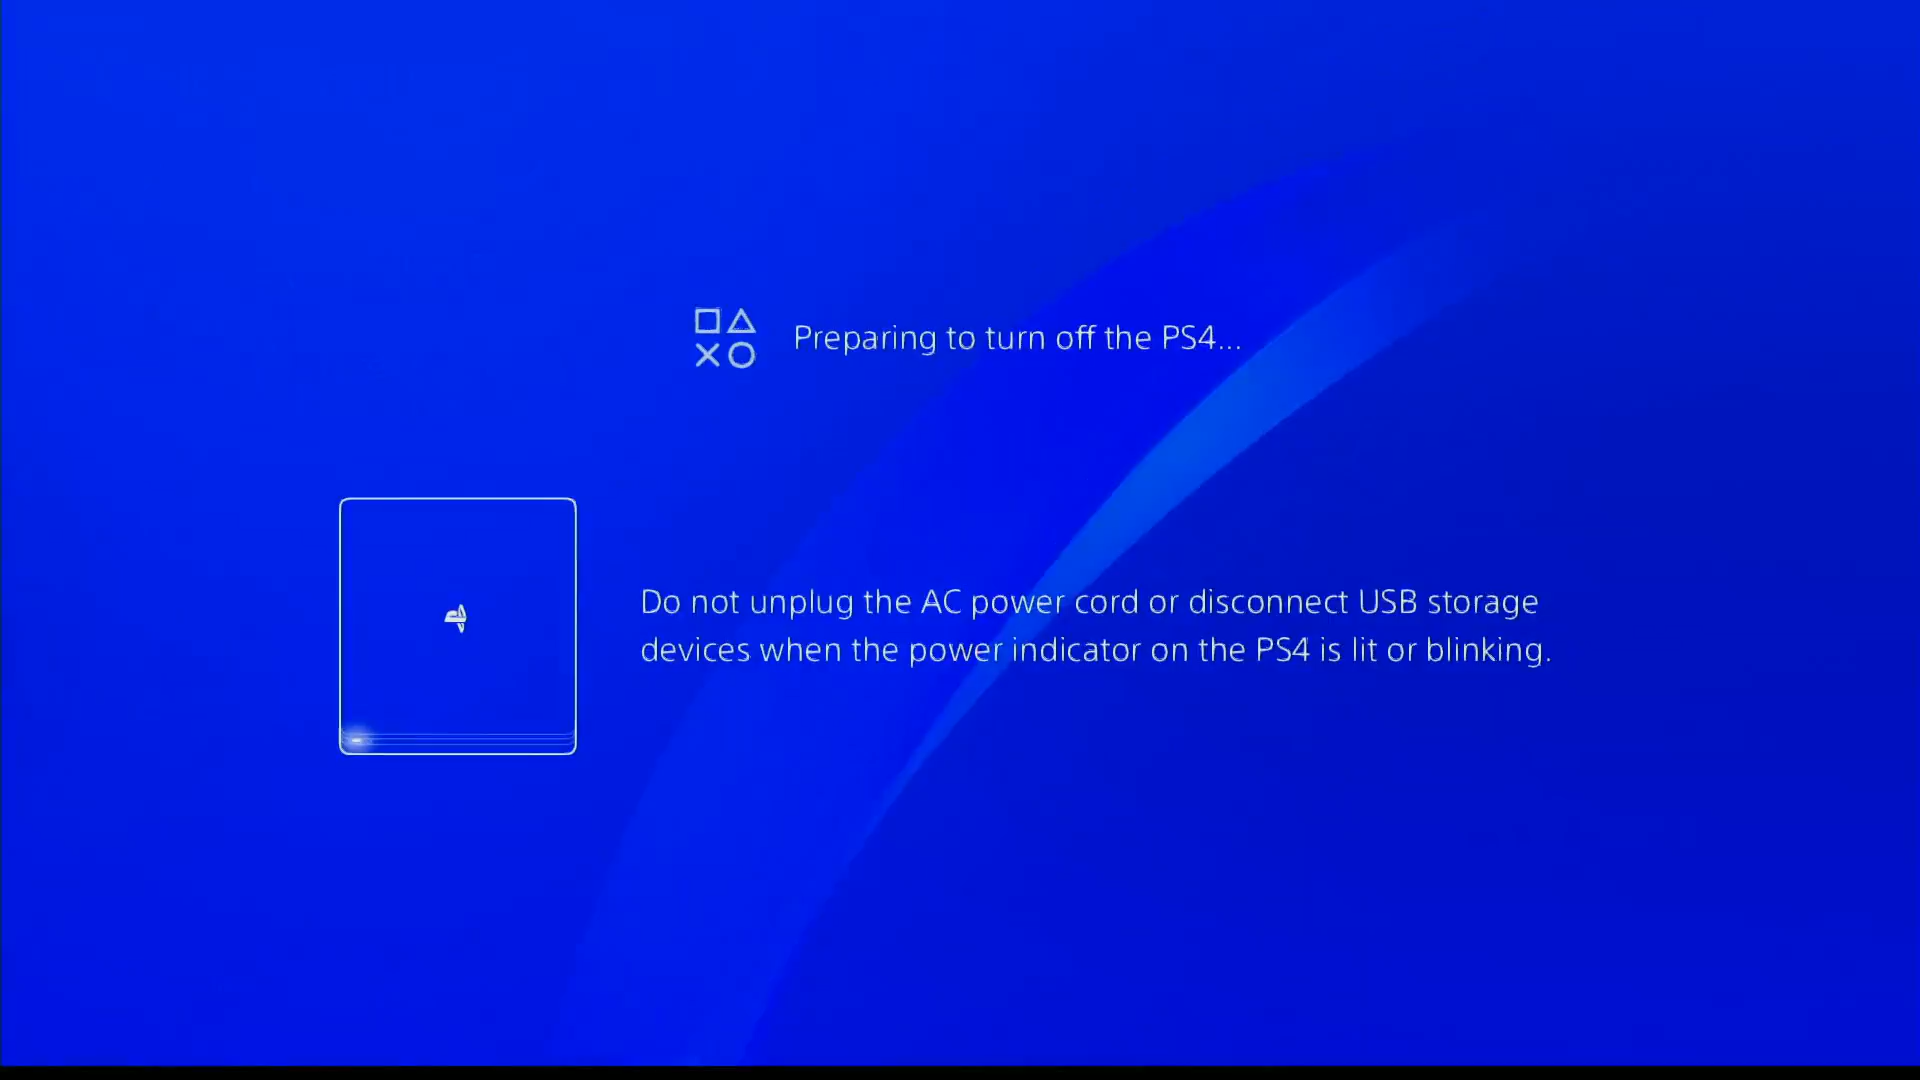 Preparing to turn off the PS4...
Do not unplug the AC power cord or disconnect USB storage
devices when the power indicator on the PS4 is lit or blinking.